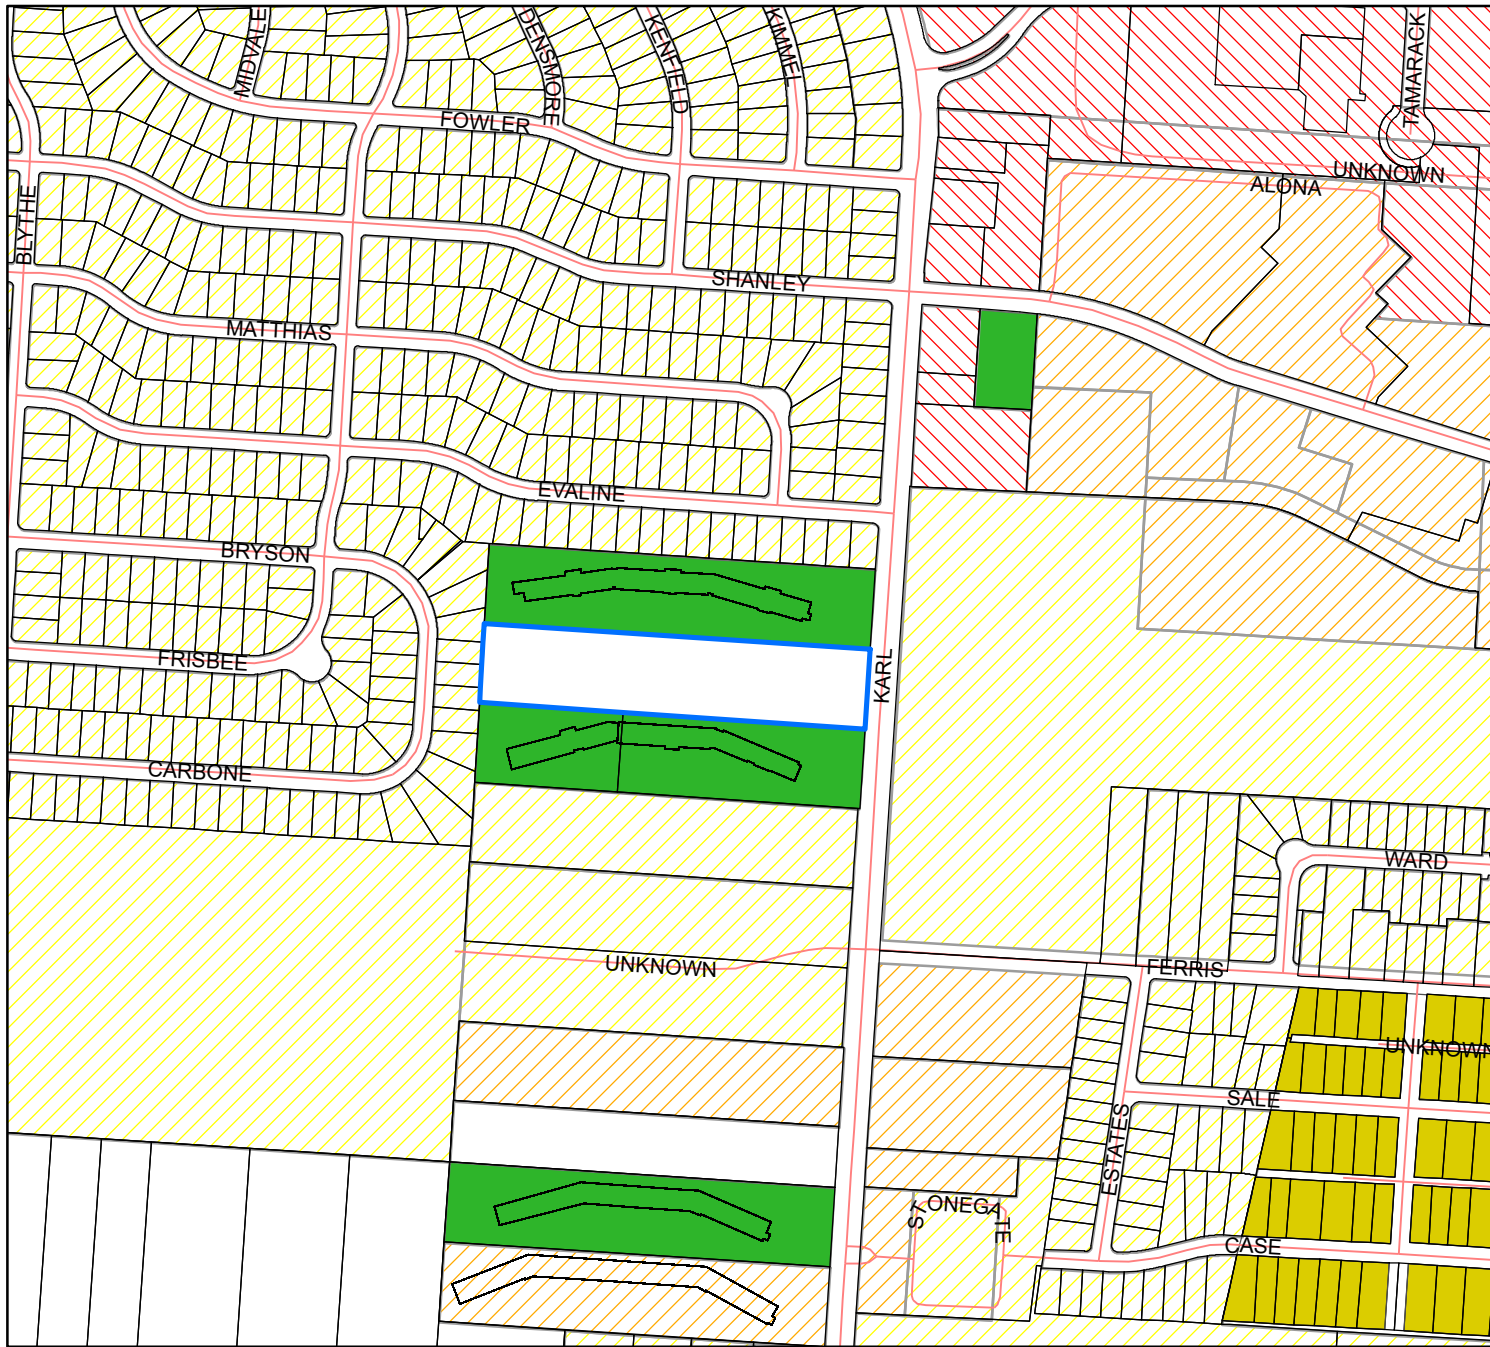 MIDVALE
DENSMORE
KENFIELD
KIMMEL
TAMARACK
FOWLER
UNKNOWN
ALONA
BLYTHE
SHANLEY
MATTHIAS
EVALINE
BRYSON
FRISBEE
KARL
CARBONE
WARD
UNKNOWN
FERRIS
UNKNOWN
SALE
ESTATES
STONEGATE
CASE